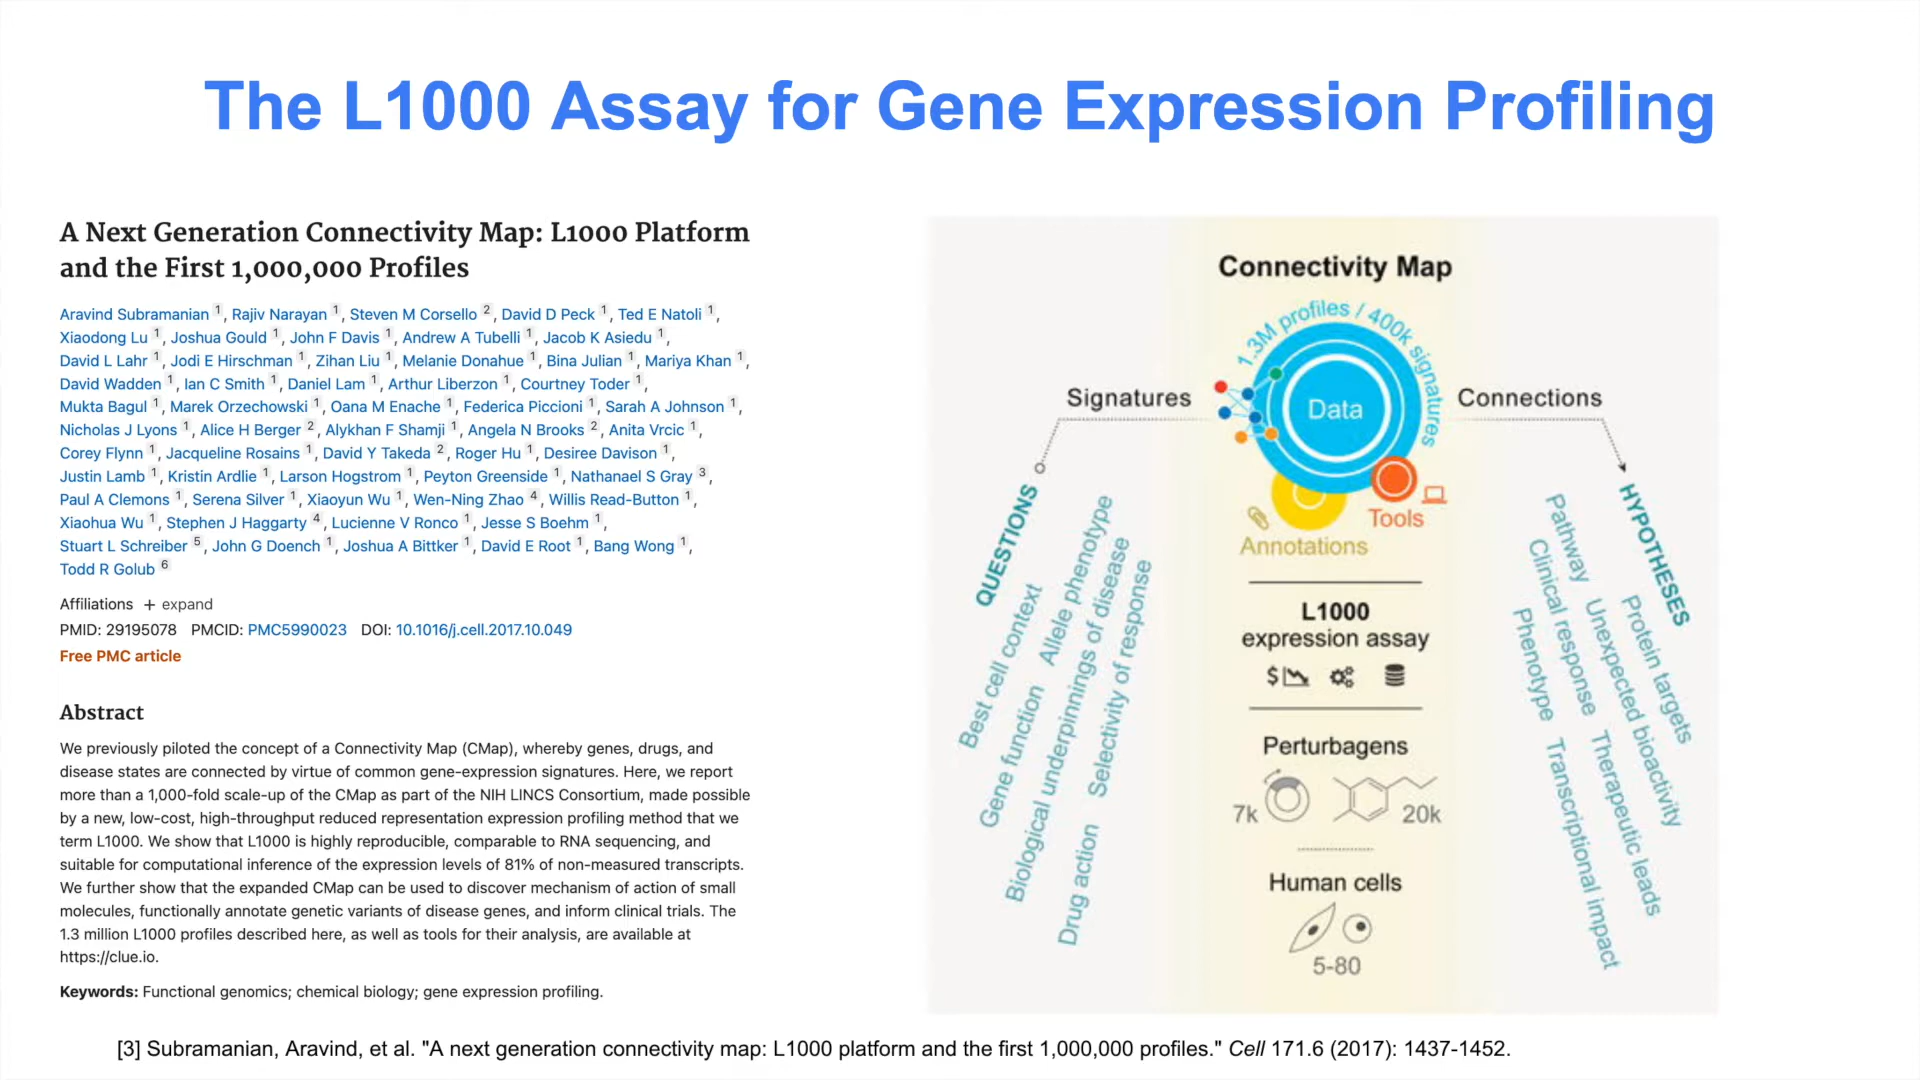 The L1000 Assay for Gene Expression Profiling
A Next Generation Connectivity Map: L1000 Platform
and the First 1,000,000 Profiles
Aravind Subramanian 1, Rajiv Narayan 1, Steven M Corsello 2, David D Peck 1, Ted E Natoli 1,
Xiaodong Lu 1, Joshua Gould 1, John F Davis 1, Andrew A Tubelli 1, Jacob K Asiedu 1,
David L Lahr 1, Jodi E Hirschman 1, Zihan Liu 1, Melanie Donahue 1, Bina Julian 1, Mariya Khan 1,
David Wadden 1, Ian C Smith 1, Daniel Lam 1, Arthur Liberzon 1, Courtney Toder 1,
Mukta Bagul 1, Marek Orzechowski 1, Oana M Enache 1, Federica Piccioni 1, Sarah A Johnson 1,
Nicholas J Lyons 1, Alice H Berger 2, Alykhan F Shamji 1, Angela N Brooks 2, Anita Vrcic 1,
Corey Flynn 1, Jacqueline Rosains 1, David Y Takeda 2, Roger Hu 1, Desiree Davison 1,
Justin Lamb 1, Kristin Ardlie 1, Larson Hogstrom 1, Peyton Greenside 1, Nathanael S Gray 3,
Paul A Clemons 1, Serena Silver 1, Xiaoyun Wu 1, Wen-Ning Zhao 4, Willis Read-Button 1,
Xiaohua Wu 1, Stephen J Haggarty 4, Lucienne V Ronco 1, Jesse S Boehm 1,
Stuart L Schreiber 5, John G Doench 1, Joshua A Bittker 1, David E Root 1, Bang Wong 1,
Todd R Golub 6
Affiliations + expand
PMID: 29195078 PMCID: PMC5990023 DOI: 10.1016/j.cell.2017.10.049
Free PMC article
Abstract
We previously piloted the concept of a Connectivity Map (CMap), whereby genes, drugs, and
disease states are connected by virtue of common gene-expression signatures. Here, we report
more than a 1,000-fold scale-up of the CMap as part of the NIH LINCS Consortium, made possible
by a new, low-cost, high-throughput reduced representation expression profiling method that we
term L1000. We show that L1000 is highly reproducible, comparable to RNA sequencing, and
suitable for computational inference of the expression levels of 81% of non-measured transcripts.
We further show that the expanded CMap can be used to discover mechanism of action of small
molecules, functionally annotate genetic variants of disease genes, and inform clinical trials. The
1.3 million L1000 profiles described here, as well as tools for their analysis, are available at
https://clue.io.
Keywords: Functional genomics; chemical biology; gene expression profiling.
Connectivity Map
1.3M profiles / 400k signatures
Data
Signatures
Connections
Tools
Annotations
QUESTIONS
Best cell context
Allele phenotype
Gene function
Biological underpinnings of disease
Selectivity of response
Drug action
L1000
expression assay
$
Perturbagens
7k
20k
Human cells
5-80
HYPOTHESES
Pathway
Protein targets
Clinical response
Unexpected bioactivity
Phenotype
Therapeutic leads
Transcriptional impact
[3] Subramanian, Aravind, et al. "A next generation connectivity map: L1000 platform and the first 1,000,000 profiles." Cell 171.6 (2017): 1437-1452.